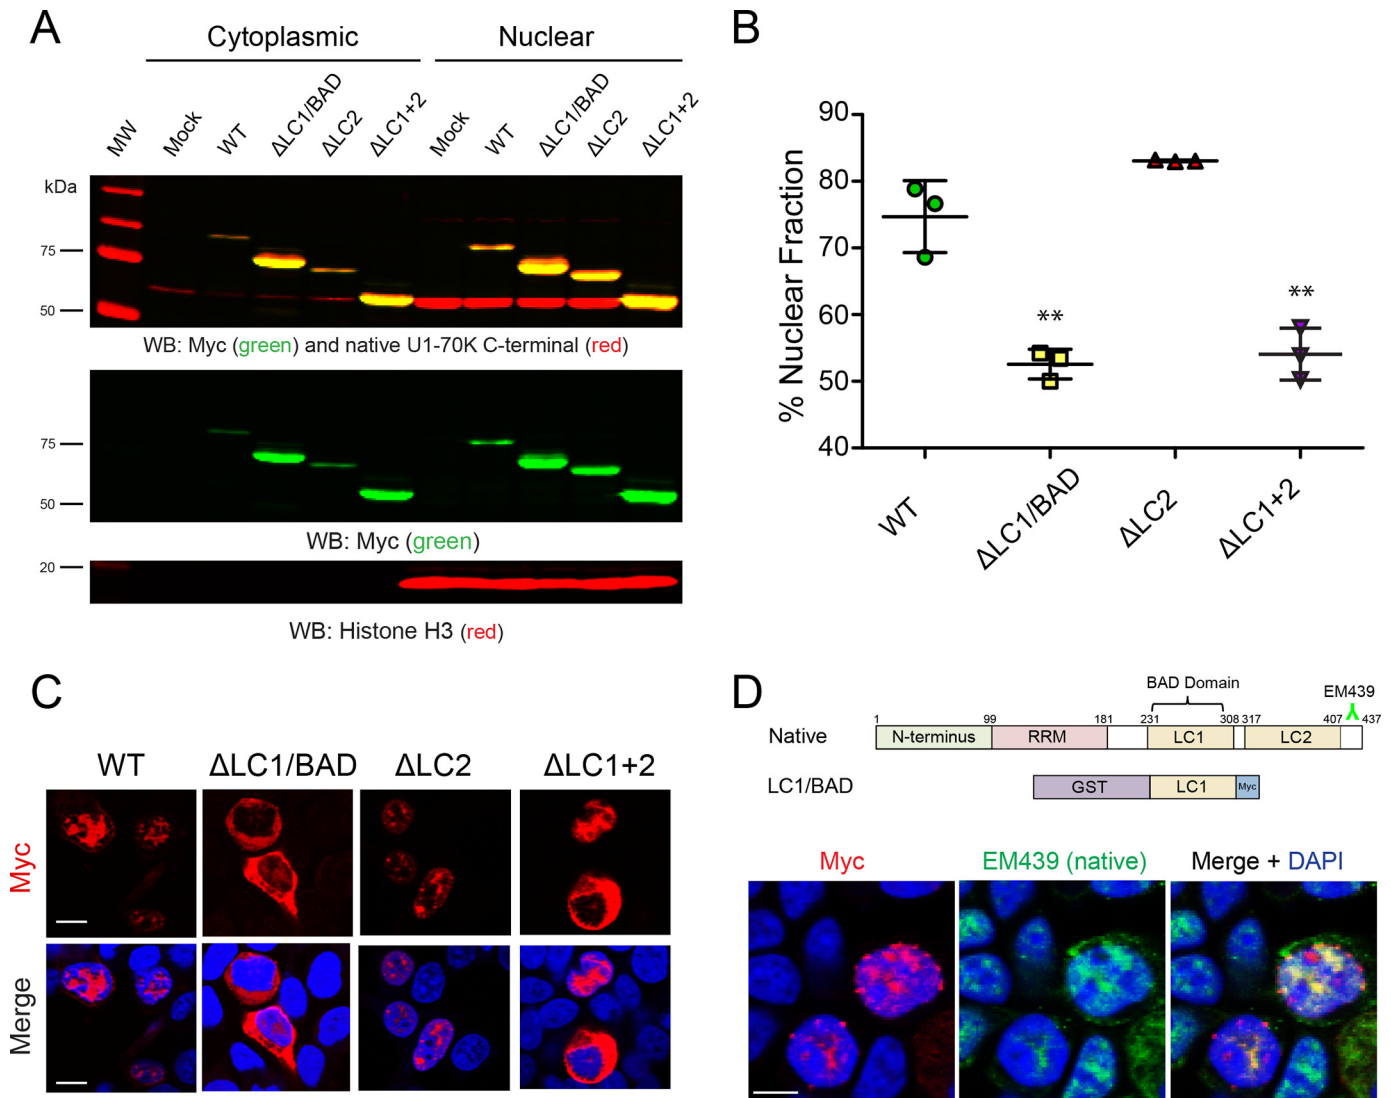 A
Cytoplasmic
Nuclear
MW
Mock
WT
ΔLC1/BAD
ΔLC2
ΔLC1+2
Mock
WT
ΔLC1/BAD
ΔLC2
ΔLC1+2
kDa
75
50
WB: Myc (green) and native U1-70K C-terminal (red)
75
50
WB: Myc (green)
20
WB: Histone H3 (red)
B
% Nuclear Fraction
90
80
70
60
50
40
**
**
WT
ΔLC1/BAD
ΔLC2
ΔLC1+2
C
WT
ΔLC1/BAD
ΔLC2
ΔLC1+2
Myc
Merge
D
BAD Domain
EM439
1
99
181
231
308
317
407
437
Native
N-terminus
RRM
LC1
LC2
LC1/BAD
GST
LC1
Myc
Myc
EM439 (native)
Merge + DAPI